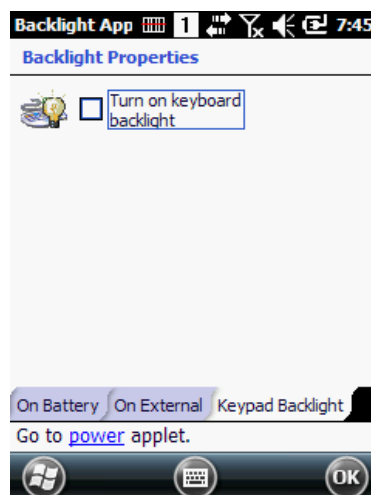 Backlight App 1 7:45
Backlight Properties
Turn on keyboard
backlight
On Battery On External Keypad Backlight
Go to power applet.
OK